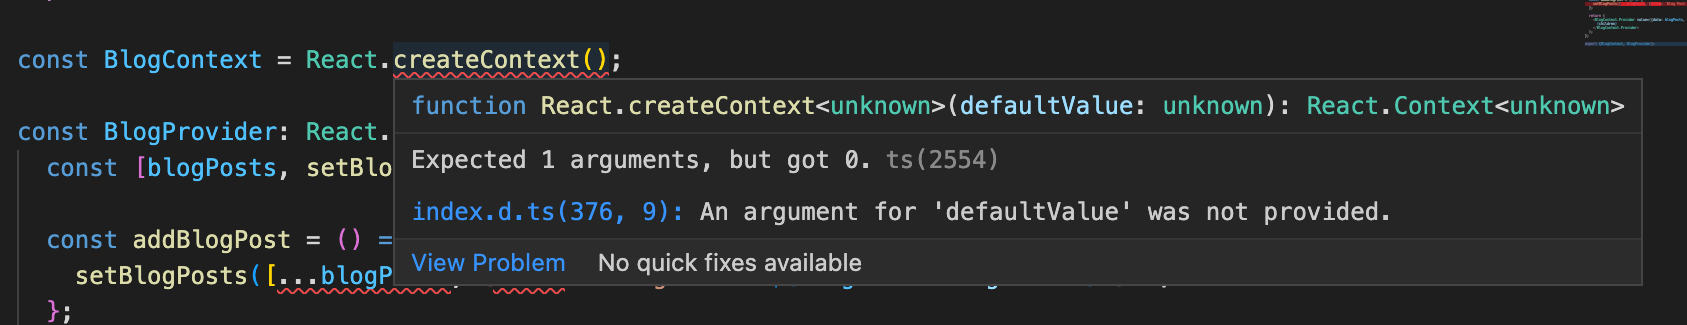 const BlogContext = React.createContext();
function React.createContext<unknown>(defaultValue: unknown): React.Context<unknown>
const BlogProvider: React.
Expected 1 arguments, but got 0. ts(2554)
const [blogPosts, setBlo
index.d.ts(376, 9): An argument for 'defaultValue' was not provided.
const addBlogPost = () =
View Problem No quick fixes available
setBlogPosts([...blogP
};